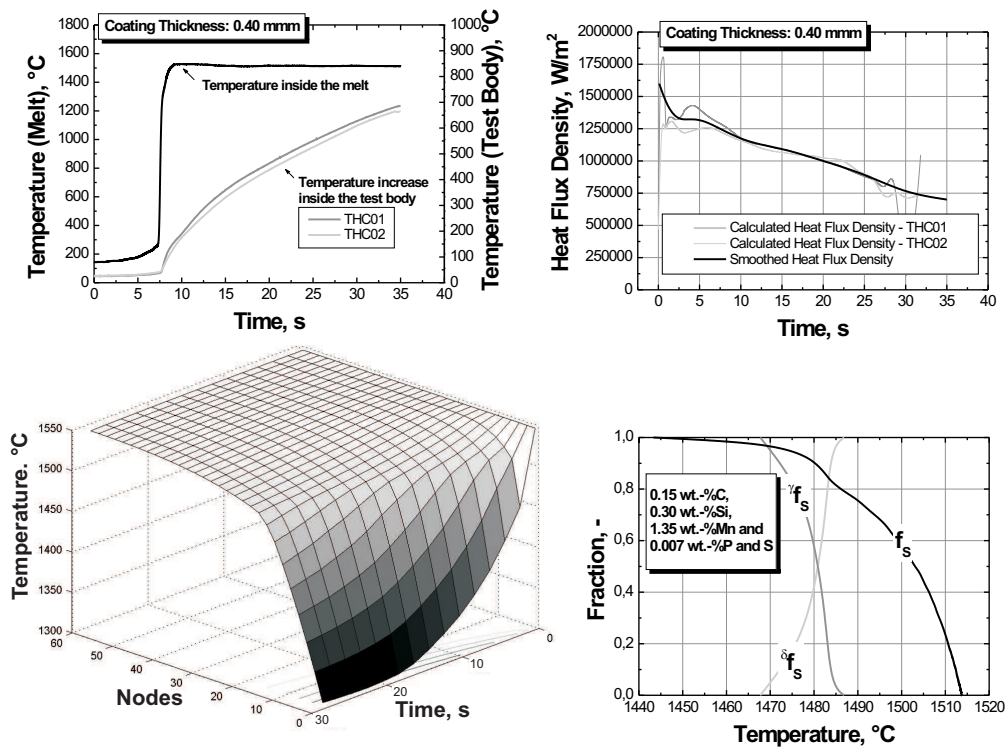 Coating Thickness: 0.40 mmm
Temperature (Melt), °C
1800
1600
1400
1200
1000
800
600
400
200
0
Temperature inside the melt
Temperature increase
inside the test body
THC01
THC02
0 5 10 15 20 25 30 35 40
Time, s
1000
900
800
700
600
500
400
300
200
100
0
Temperature (Test Body), °C
Coating Thickness: 0.40 mmm
Heat Flux Density, W/m²
2000000
1750000
1500000
1250000
1000000
750000
500000
250000
0
Calculated Heat Flux Density - THC01
Calculated Heat Flux Density - THC02
Smoothed Heat Flux Density
0 5 10 15 20 25 30 35 40
Time, s
Temperature. °C
1550
1500
1450
1400
1350
1300
60
50
40
30
20
10
0
Nodes
30
20
10
0
Time, s
Fraction, -
1,0
0,8
0,6
0,4
0,2
0,0
0.15 wt.-%C,
0.30 wt.-%Si,
1.35 wt.-%Mn and
0.007 wt.-%P and S
γfS
fS
δfS
1440 1450 1460 1470 1480 1490 1500 1510 1520
Temperature, °C